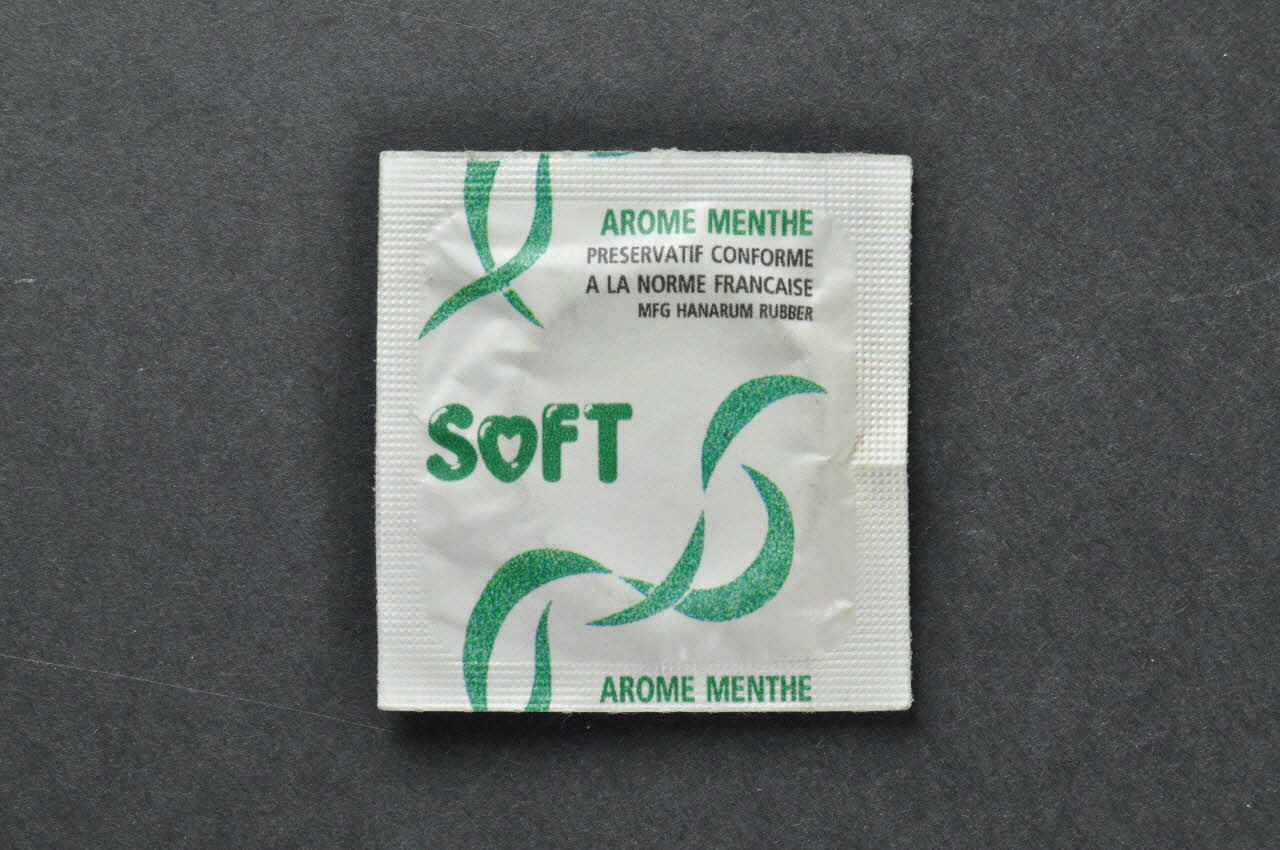 AROME MENTHE
PRESERVATIF CONFORME
A LA NORME FRANCAISE
MFG HANARUM RUBBER
SOFT
AROME MENTHE